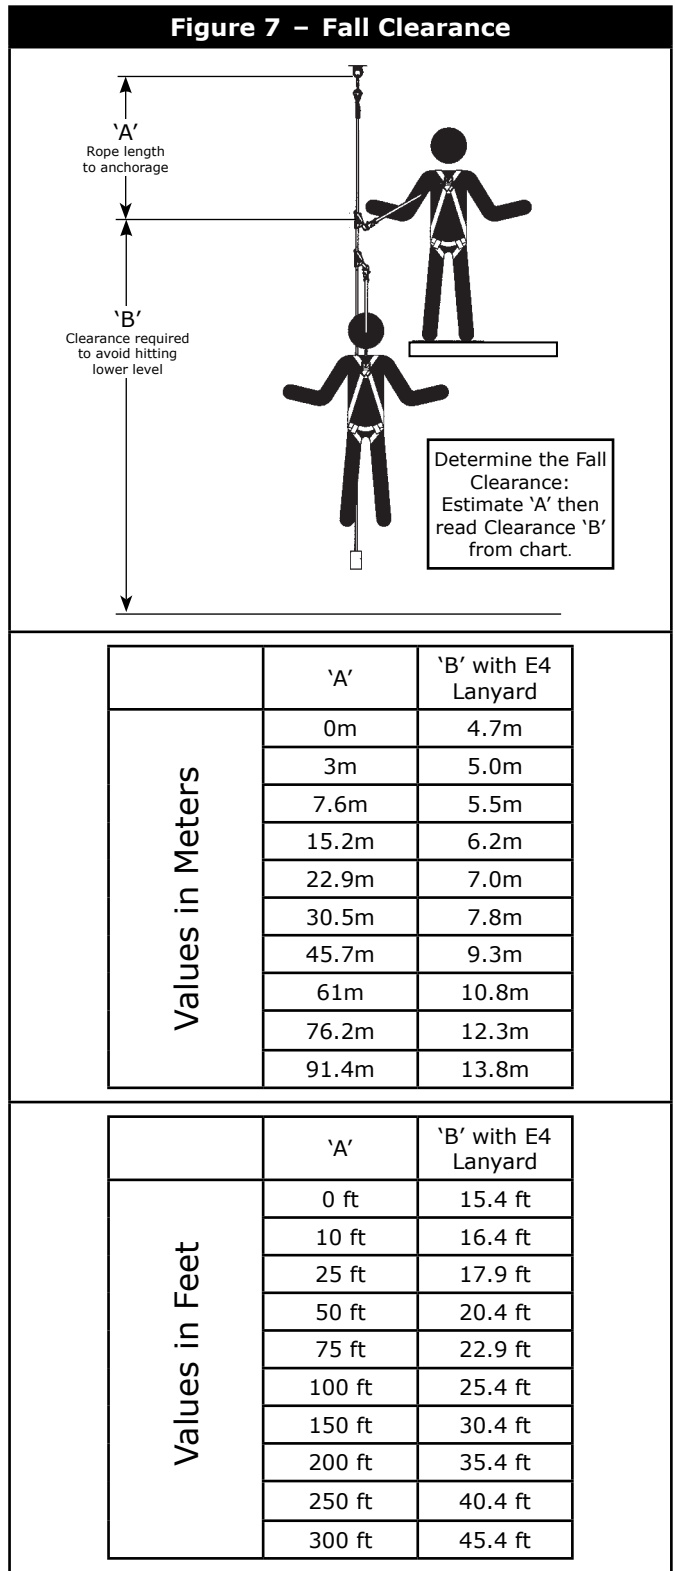 Figure 7 – Fall Clearance
‘A’
Rope length
to anchorage
‘B’
Clearance required
to avoid hitting
lower level
Determine the Fall
Clearance:
Estimate ‘A’ then
read Clearance ‘B’
from chart.
‘A’ ‘B’ with E4
Lanyard
Values in Meters
0m 4.7m
3m 5.0m
7.6m 5.5m
15.2m 6.2m
22.9m 7.0m
30.5m 7.8m
45.7m 9.3m
61m 10.8m
76.2m 12.3m
91.4m 13.8m
‘A’ ‘B’ with E4
Lanyard
Values in Feet
0 ft 15.4 ft
10 ft 16.4 ft
25 ft 17.9 ft
50 ft 20.4 ft
75 ft 22.9 ft
100 ft 25.4 ft
150 ft 30.4 ft
200 ft 35.4 ft
250 ft 40.4 ft
300 ft 45.4 ft